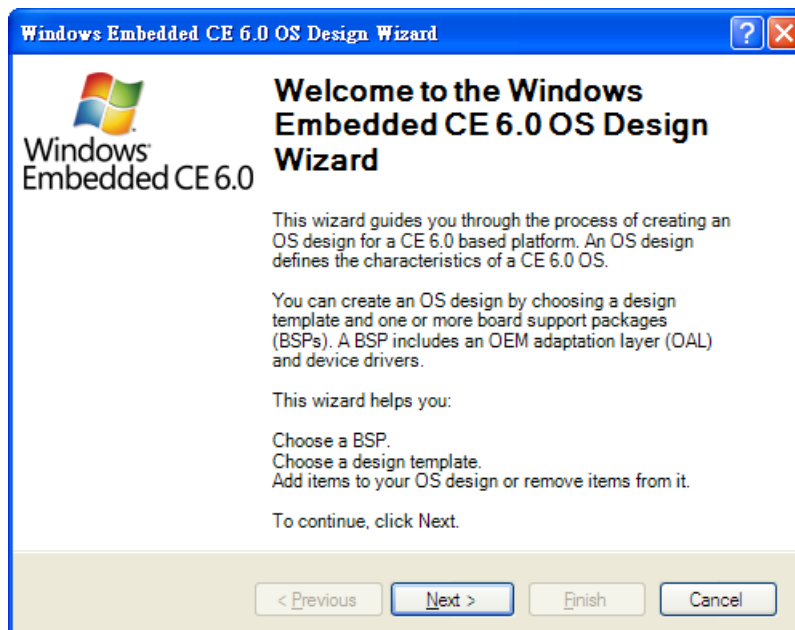 Windows Embedded CE 6.0 OS Design Wizard
?
Windows
Embedded CE 6.0
Welcome to the Windows
Embedded CE 6.0 OS Design
Wizard
This wizard guides you through the process of creating an
OS design for a CE 6.0 based platform. An OS design
defines the characteristics of a CE 6.0 OS.
You can create an OS design by choosing a design
template and one or more board support packages
(BSPs). A BSP includes an OEM adaptation layer (OAL)
and device drivers.
This wizard helps you:
Choose a BSP.
Choose a design template.
Add items to your OS design or remove items from it.
To continue, click Next.
< Previous
Next >
Finish
Cancel